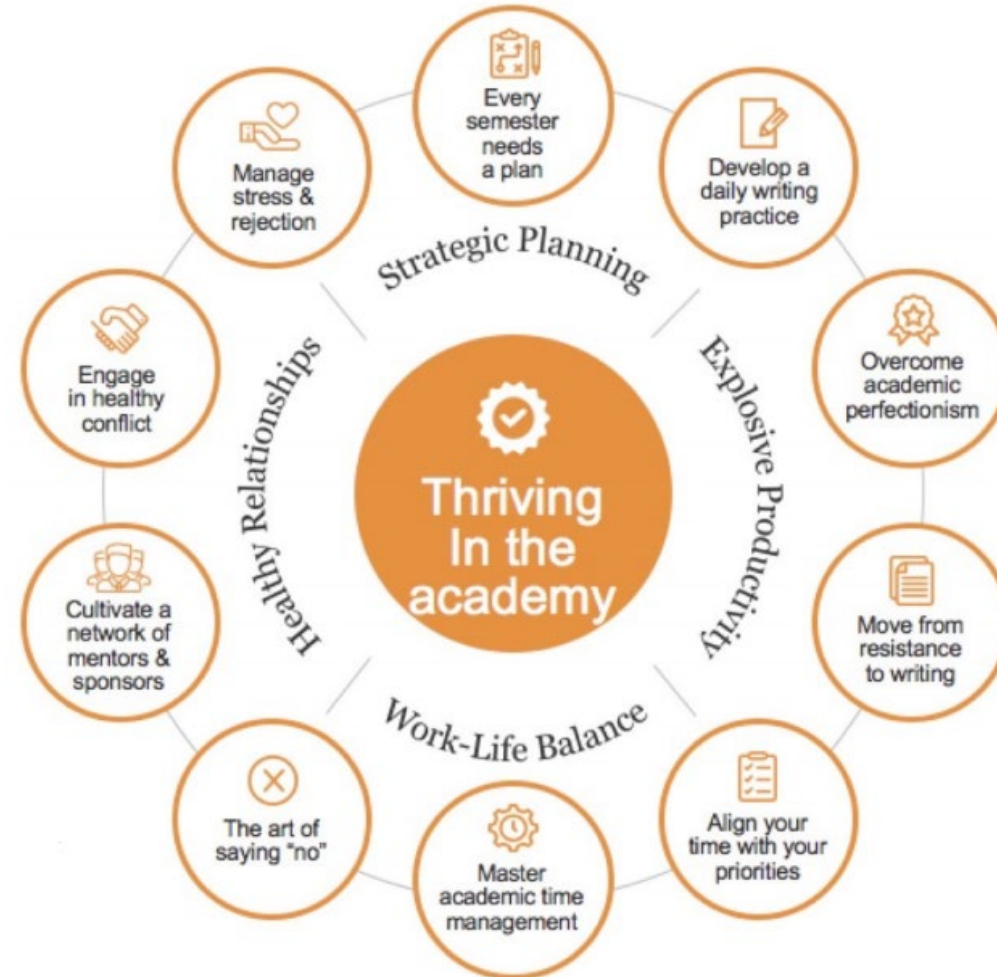 Every
semester
needs
a plan
Develop a
daily writing
practice
Overcome
academic
perfectionism
Move from
resistance
to writing
Align your
time with your
priorities
Master
academic time
management
The art of
saying “no”
Cultivate a
network of
mentors &
sponsors
Engage
in healthy
conflict
Manage
stress &
rejection
Strategic Planning
Explosive Productivity
Work-Life Balance
Healthy Relationships
Thriving
In the
academy